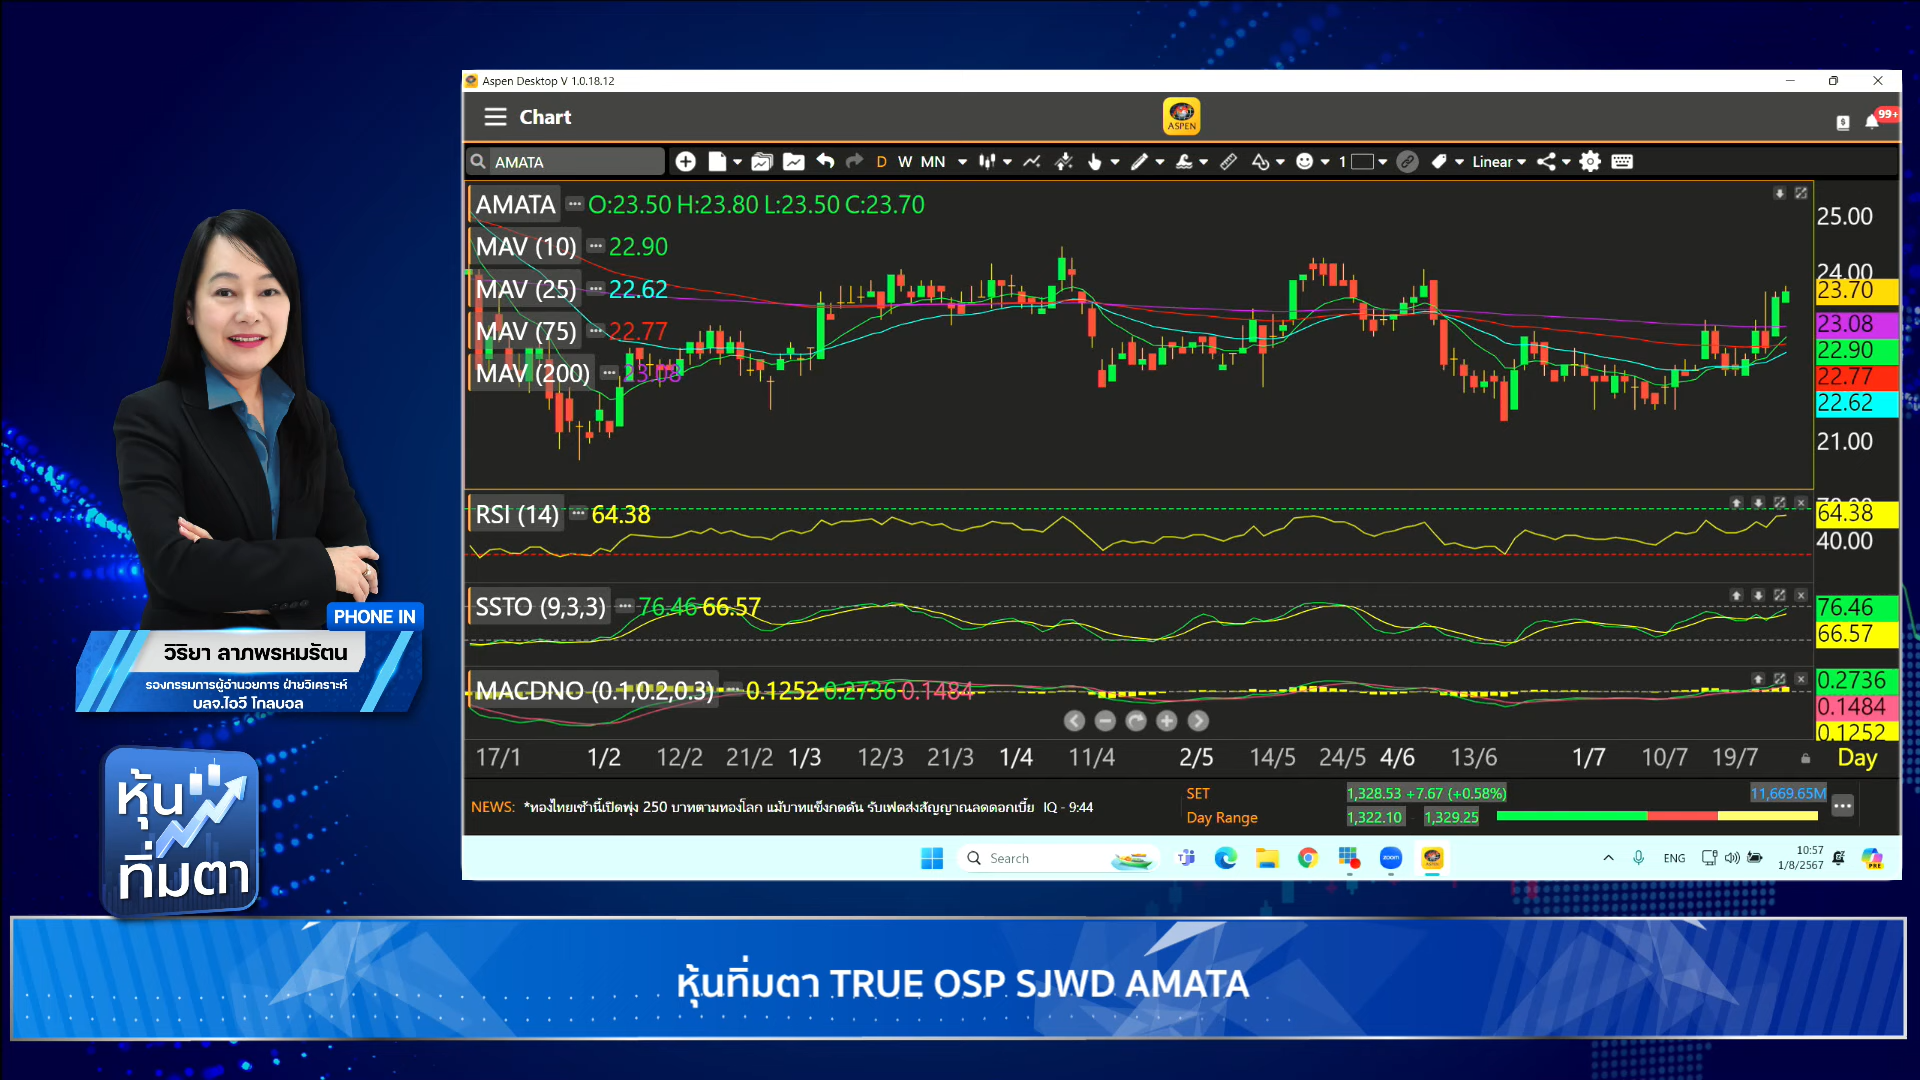 Aspen Desktop V 1.0.18.12
Chart
ASPEN
99+
AMATA
D W MN
1
Linear
AMATA O:23.50 H:23.80 L:23.50 C:23.70
MAV (10) 22.90
MAV (25) 22.62
MAV (75) 22.77
MAV (200) 23.08
25.00
24.00
23.70
23.08
22.90
22.77
22.62
21.00
RSI (14) 64.38
70.00
64.38
40.00
SSTO (9,3,3) 76.46 66.57
76.46
66.57
MACDNO (0.1,0.2,0.3) 0.1252 0.2736 0.1484
0.2736
0.1484
0.1252
17/1 1/2 12/2 21/2 1/3 12/3 21/3 1/4 11/4 2/5 14/5 24/5 4/6 13/6 1/7 10/7 19/7 Day
NEWS: *ทองไทยเช้านี้เปิดพุ่ง 250 บาทตามทองโลก แม้บาทแข็งกดดัน รับเฟดส่งสัญญาณลดดอกเบี้ย IQ - 9:44
SET 1,328.53 +7.67 (+0.58%) 11,669.65M
Day Range 1,322.10 1,329.25
Search
zoom
ENG
10:57
1/8/2567
PRE
PHONE IN
วิริยา ลาภพรหมรัตน
รองกรรมการผู้อำนวยการ ฝ่ายวิเคราะห์
บลจ.ไอวี โกลบอล
หุ้น
ทิ่มตา
หุ้นทิ่มตา TRUE OSP SJWD AMATA